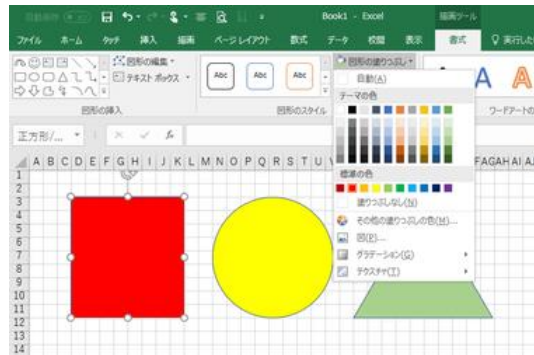 Book1 - Excel
描画ツール
ファイル ホーム タッチ 挿入 描画 ページ レイアウト 数式 データ 校閲 表示 書式 実行した
図形の編集
テキスト ボックス
図形の挿入
Abc Abc Abc
図形のスタイル
図形の塗りつぶし
A A
ワードアートの
自動(A)
テーマの色
標準の色
塗りつぶしなし(N)
その他の塗りつぶしの色(M)...
図(P)...
グラデーション(G)
テクスチャ(T)
正方形/...
fx
A B C D E F G H I J K L M N O P Q R S T U
AG AH AI AJ
1
2
3
4
5
6
7
8
9
10
11
12
13
14